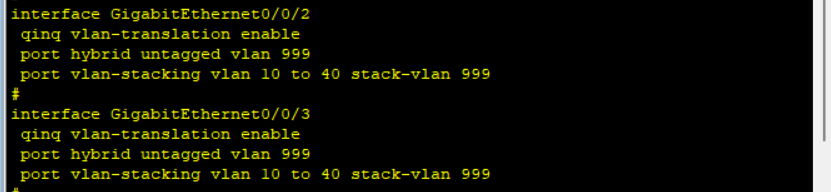 interface GigabitEthernet0/0/2
qinq vlan-translation enable
port hybrid untagged vlan 999
port vlan-stacking vlan 10 to 40 stack-vlan 999
#
interface GigabitEthernet0/0/3
qinq vlan-translation enable
port hybrid untagged vlan 999
port vlan-stacking vlan 10 to 40 stack-vlan 999
#